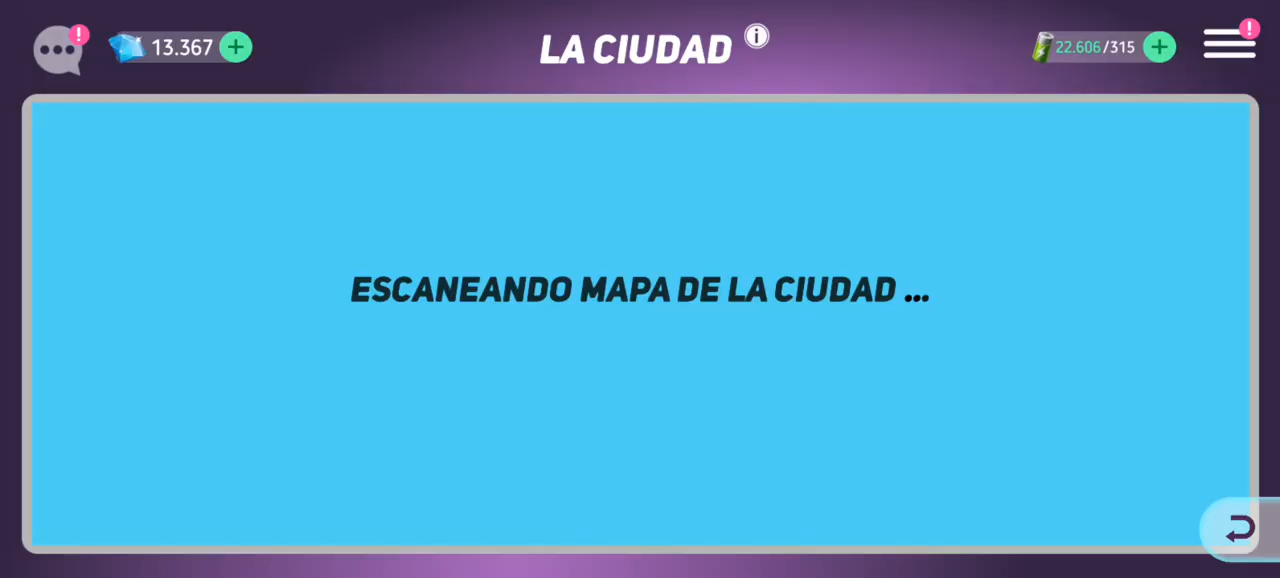 ! 13.367 + LA CIUDAD i 22.606/315 + !
ESCANEANDO MAPA DE LA CIUDAD ...